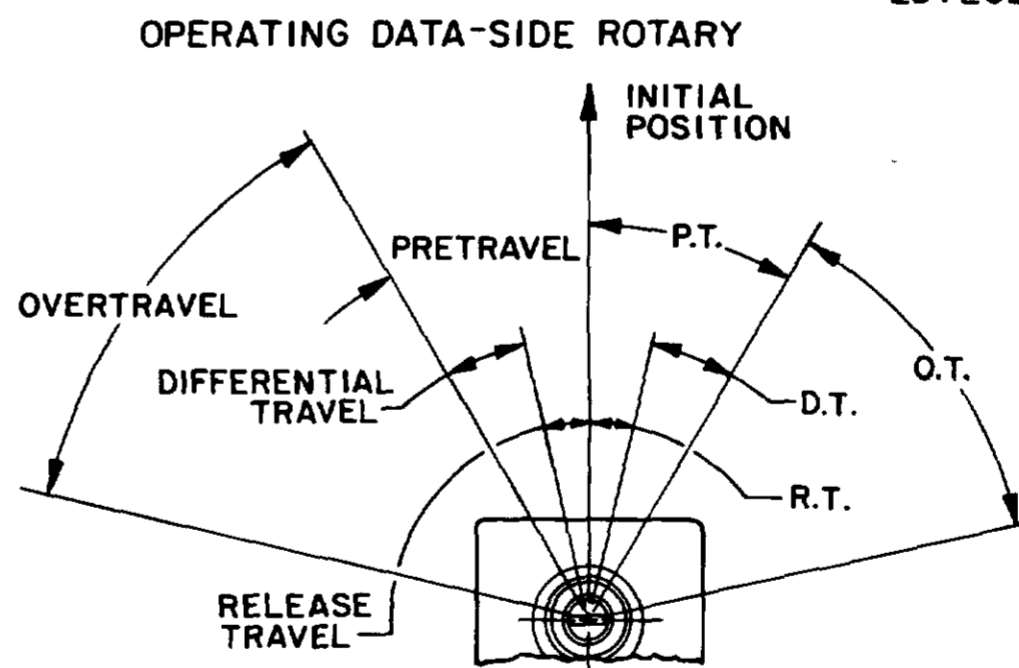 OPERATING DATA-SIDE ROTARY
INITIAL
POSITION
PRETRAVEL
P.T.
OVERTRAVEL
DIFFERENTIAL
TRAVEL
O.T.
D.T.
R.T.
RELEASE
TRAVEL